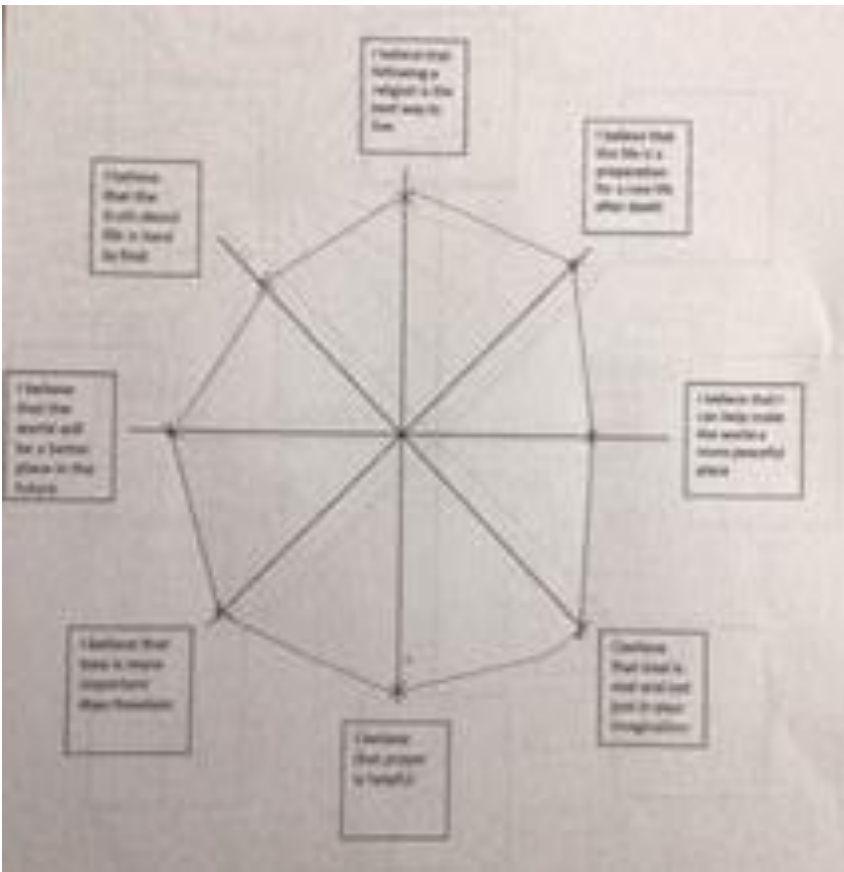 I believe that
following a
religion is the
best way to
live
I believe that
this life is a
preparation
for a new life
after death
I believe
that the
truth about
life is hard
to find
I believe
that the
world will
be a better
place in the
future
I believe that I
can help make
the world a
more peaceful
place
I believe that
is more
important
than
I believe
that God is
real and not
just in your
imagination
I believe
that prayer
is helpful